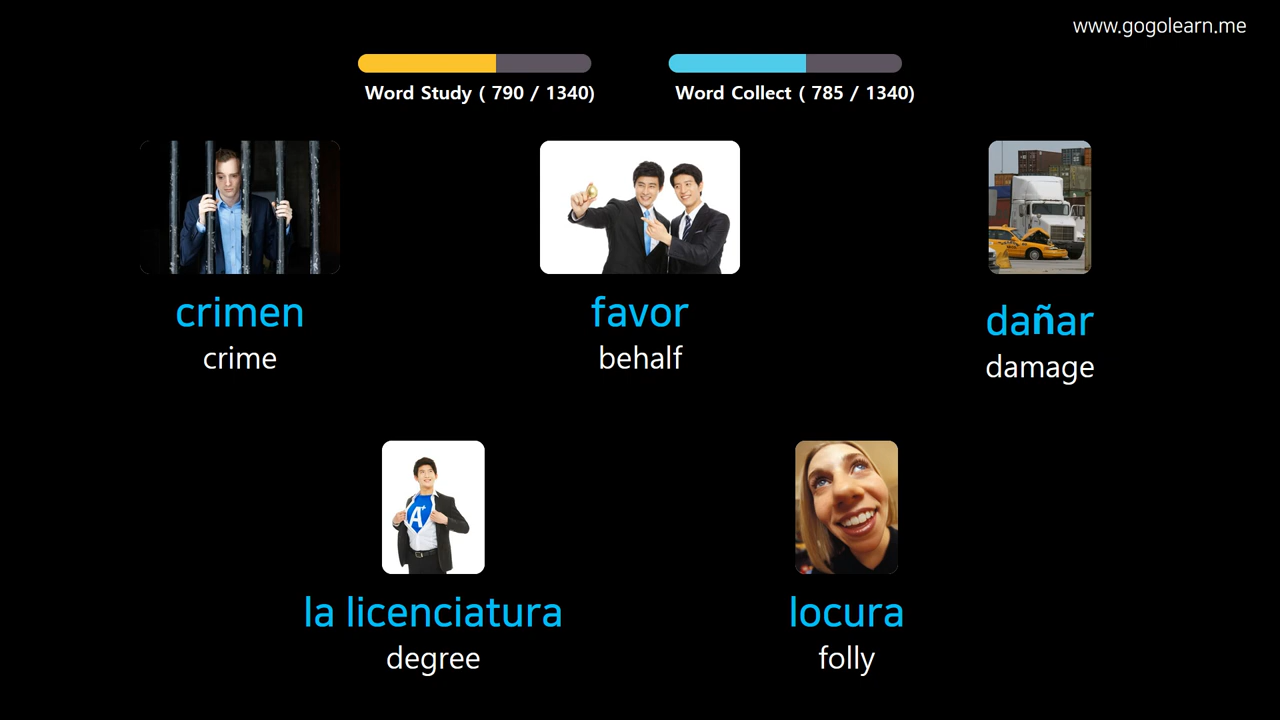 www.gogolearn.me
Word Study ( 790 / 1340)
Word Collect ( 785 / 1340)
crimen
crime
favor
behalf
dañar
damage
A+
la licenciatura
degree
locura
folly